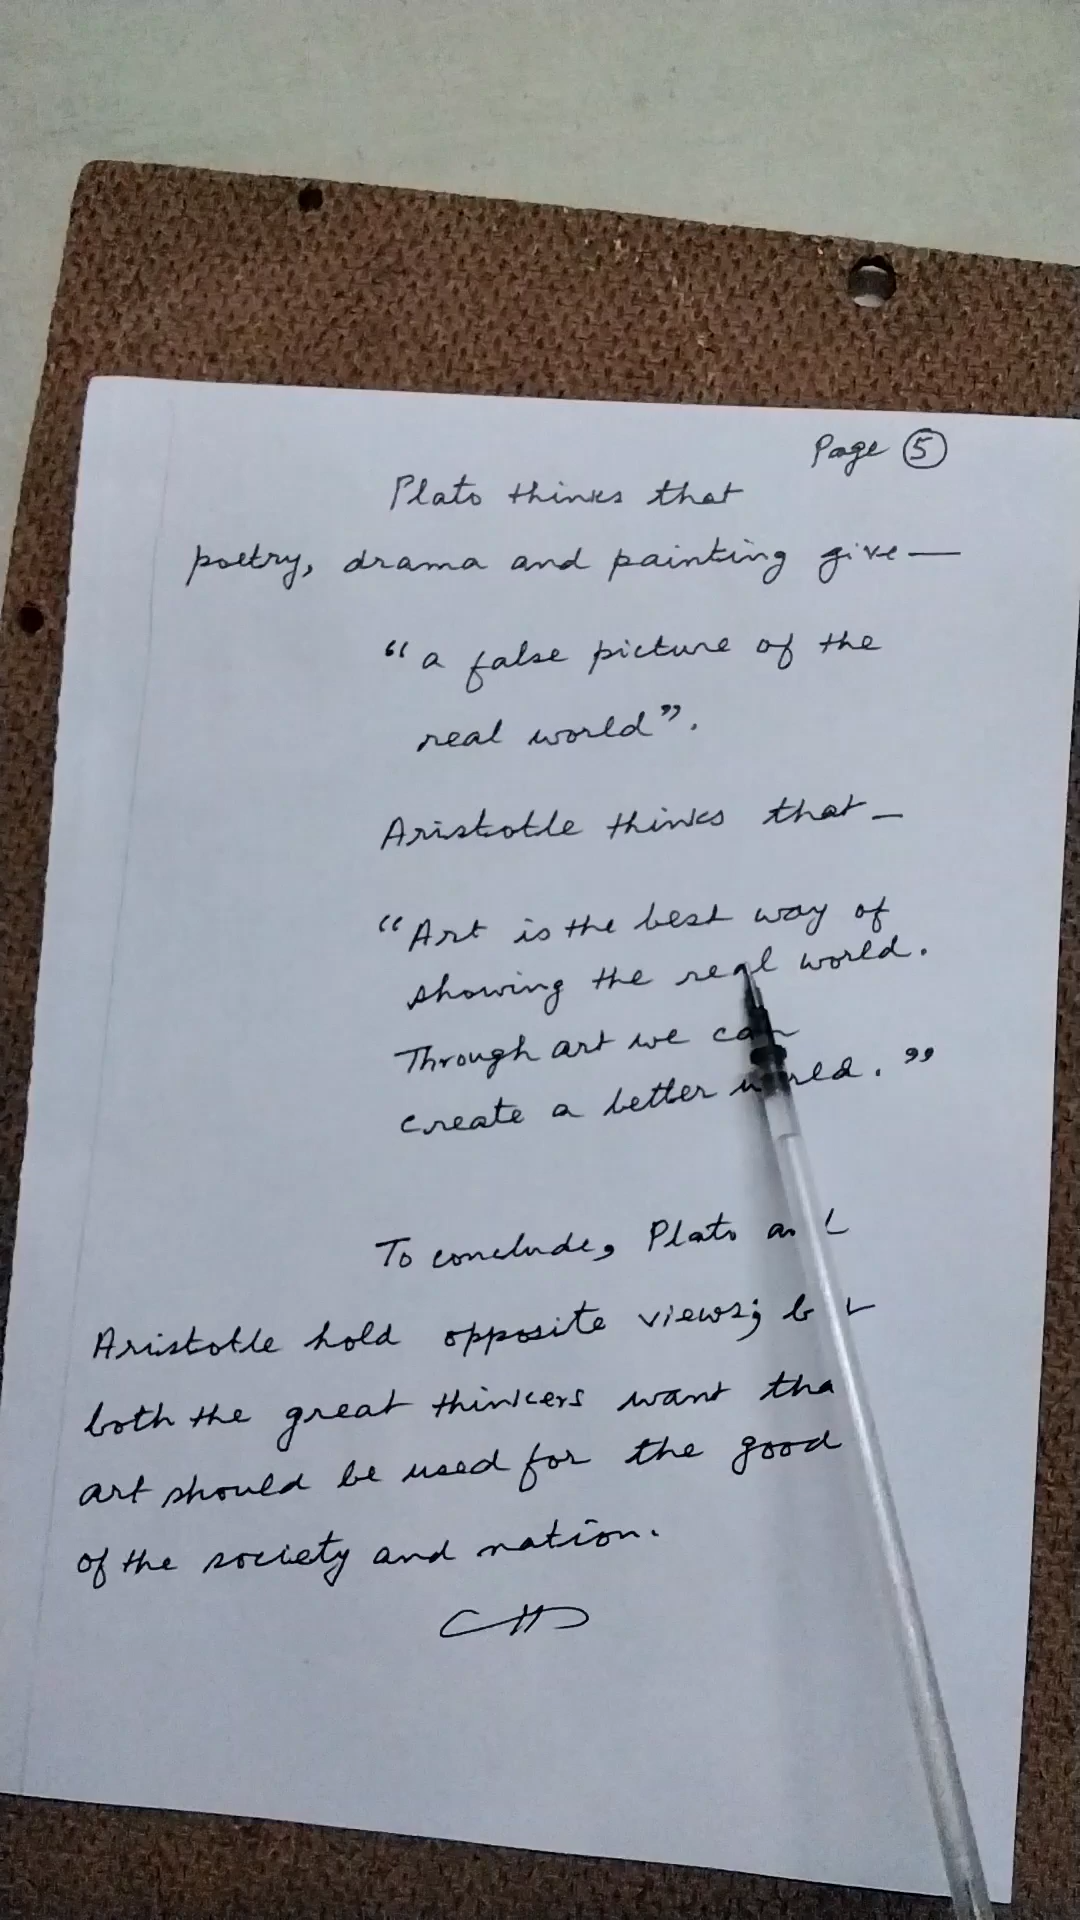 Page 5
Plato thinks that
poetry, drama and painting give —
“a false picture of the
real world”.
Aristotle thinks that —
“Art is the best way of
showing the real world.
Through art we can
create a better world.”
To conclude, Plato
Aristotle hold opposite views;
both the great thinkers want
art should be used for the good
of the society and nation.